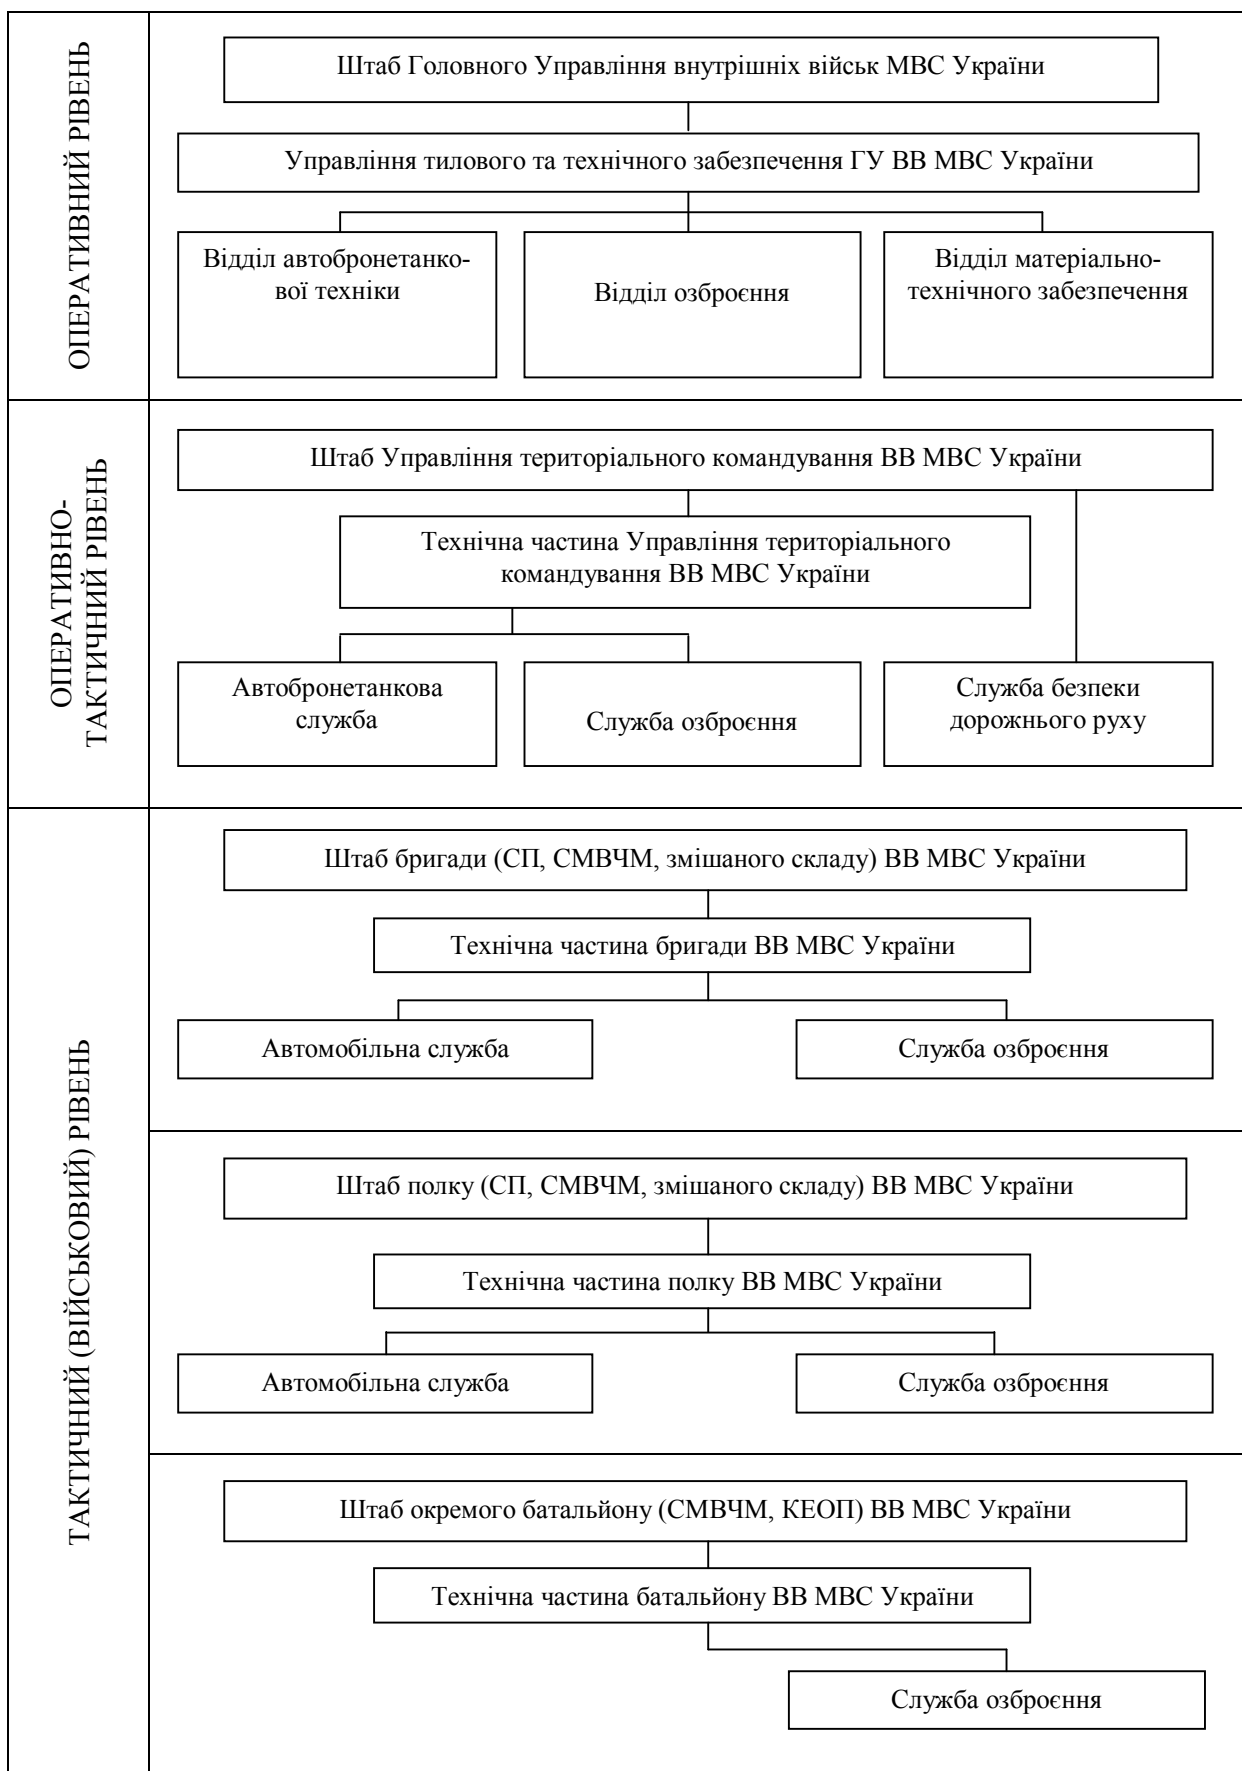 ОПЕРАТИВНИЙ РІВЕНЬ
Штаб Головного Управління внутрішніх військ МВС України
Управління тилового та технічного забезпечення ГУ ВВ МВС України
Відділ автобронетанко-
вої техніки
Відділ озброєння
Відділ матеріально-
технічного забезпечення
ОПЕРАТИВНО-
ТАКТИЧНИЙ РІВЕНЬ
Штаб Управління територіального командування ВВ МВС України
Технічна частина Управління територіального
командування ВВ МВС України
Автобронетанкова
служба
Служба озброєння
Служба безпеки
дорожнього руху
ТАКТИЧНИЙ (ВІЙСЬКОВИЙ) РІВЕНЬ
Штаб бригади (СП, СМВЧМ, змішаного складу) ВВ МВС України
Технічна частина бригади ВВ МВС України
Автомобільна служба
Служба озброєння
Штаб полку (СП, СМВЧМ, змішаного складу) ВВ МВС України
Технічна частина полку ВВ МВС України
Автомобільна служба
Служба озброєння
Штаб окремого батальйону (СМВЧМ, КЕОП) ВВ МВС України
Технічна частина батальйону ВВ МВС України
Служба озброєння